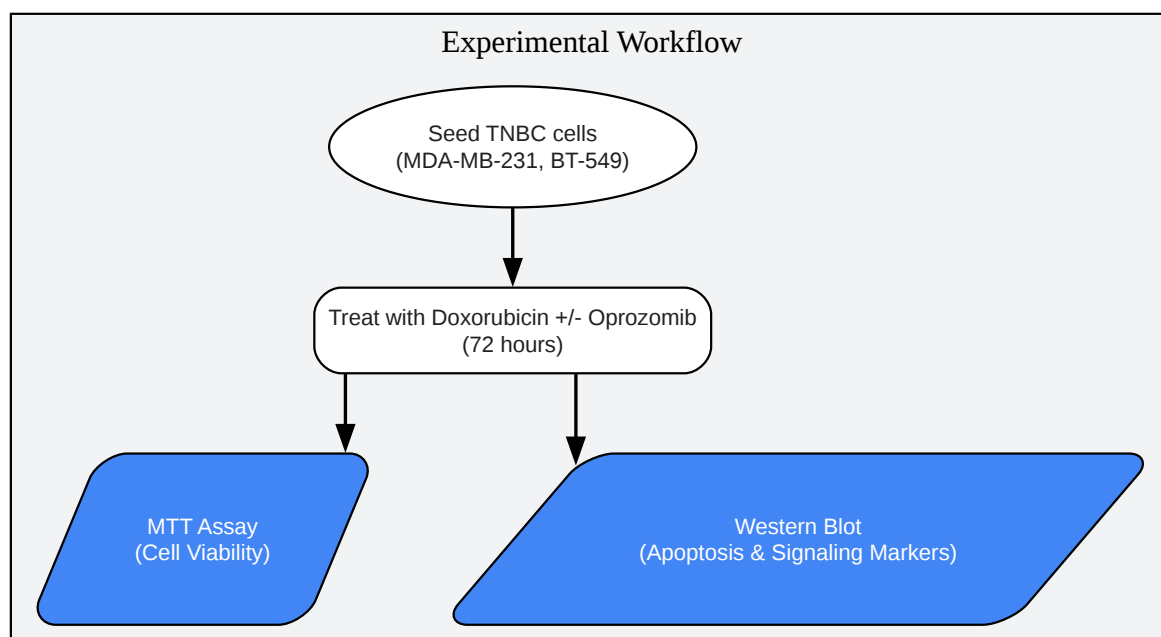 Experimental Workflow
Seed TNBC cells
(MDA-MB-231, BT-549)
Treat with Doxorubicin +/- Oprozomib
(72 hours)
MTT Assay
(Cell Viability)
Western Blot
(Apoptosis & Signaling Markers)